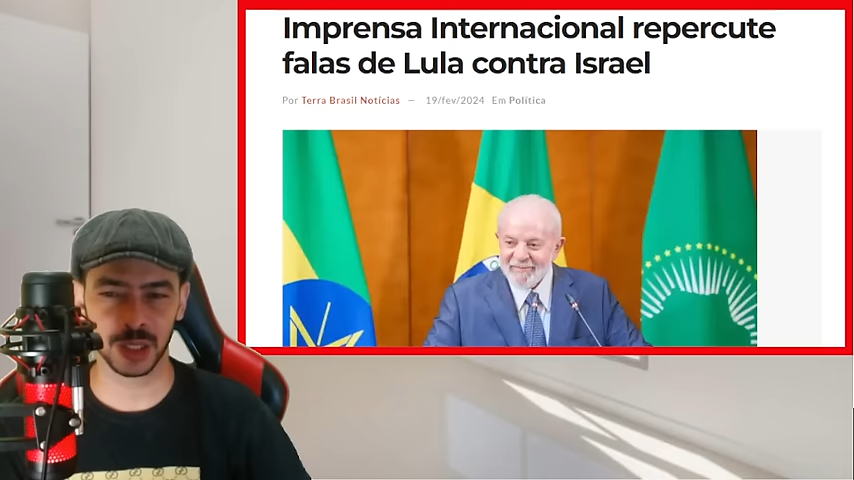 Imprensa Internacional repercute
falas de Lula contra Israel
Por Terra Brasil Notícias — 19/fev/2024 Em Política